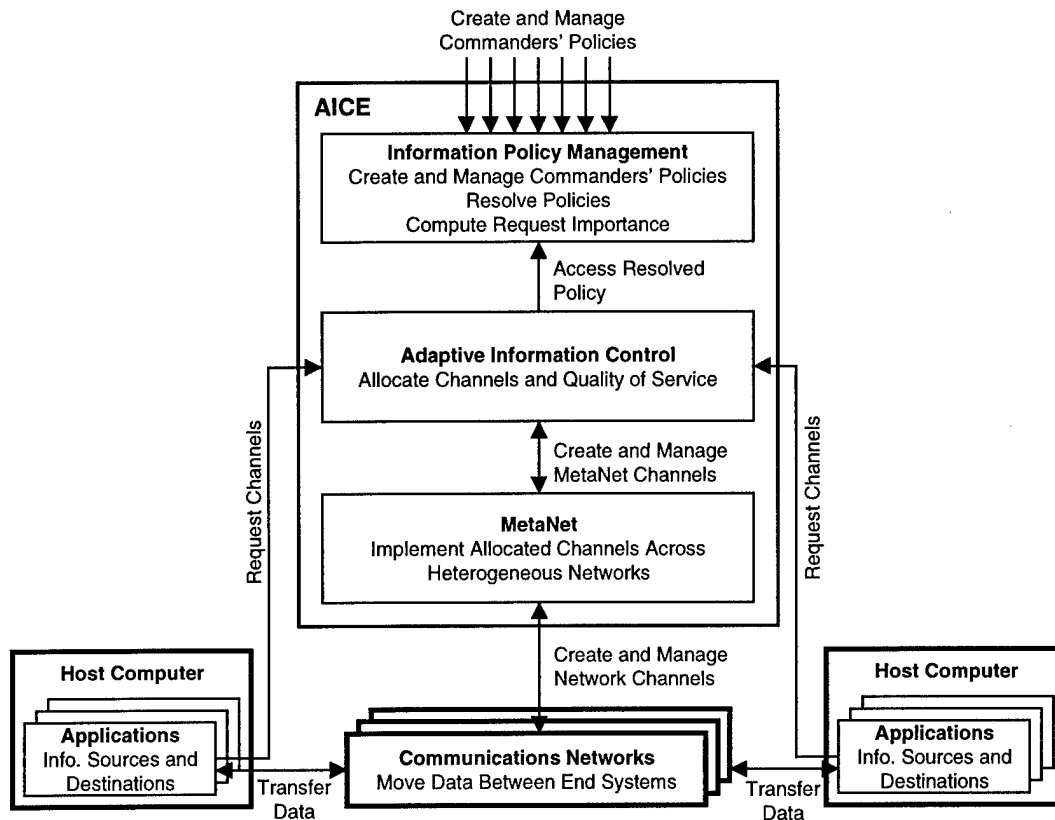 Create and Manage
Commanders' Policies
AICE
Information Policy Management
Create and Manage Commanders' Policies
Resolve Policies
Compute Request Importance
Access Resolved
Policy
Adaptive Information Control
Allocate Channels and Quality of Service
Request Channels
Request Channels
Create and Manage
MetaNet Channels
MetaNet
Implement Allocated Channels Across
Heterogeneous Networks
Create and Manage
Network Channels
Host Computer
Applications
Info. Sources and
Destinations
Host Computer
Applications
Info. Sources and
Destinations
Communications Networks
Move Data Between End Systems
Transfer
Data
Transfer
Data